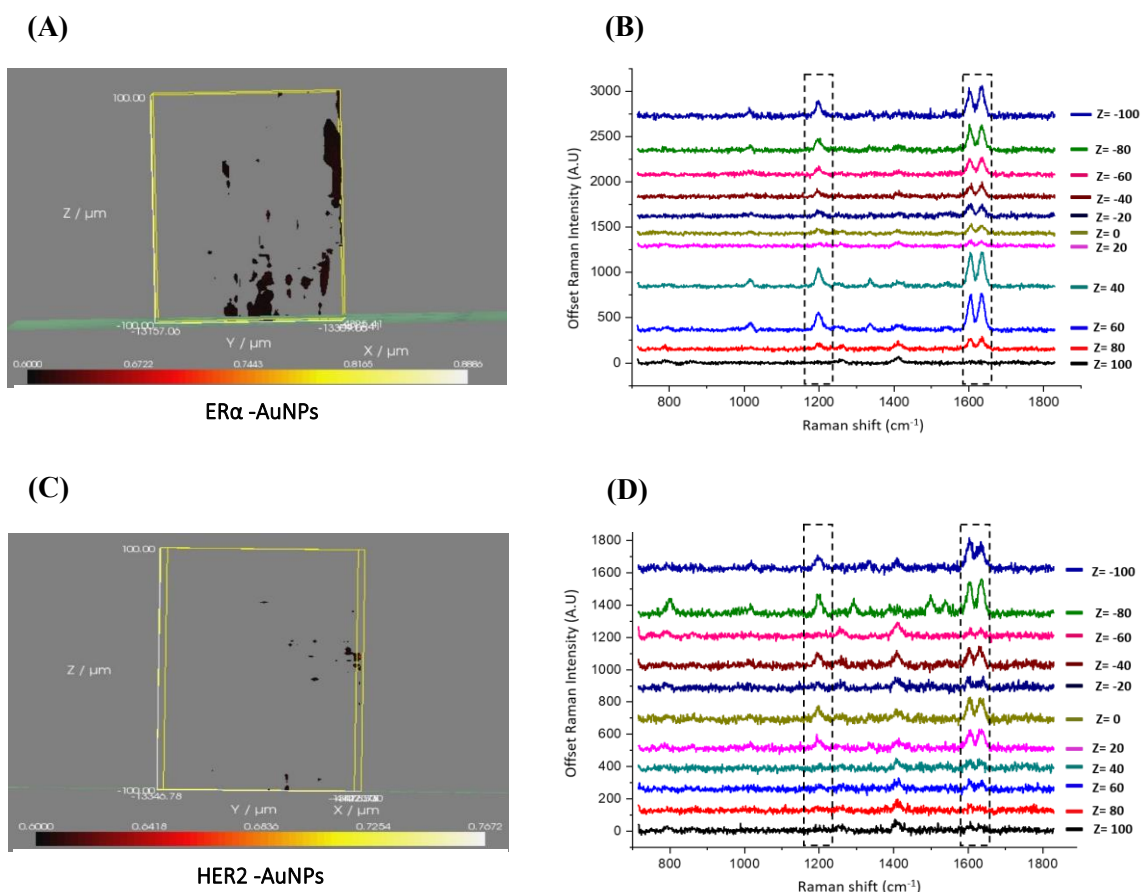 (A)
100.00
Z / µm
-100.00
-13157.06
Y / µm
X / µm
0.6000 0.6722 0.7443 0.8165 0.8886
ERα -AuNPs
(B)
Offset Raman Intensity (A.U)
3000
2500
2000
1500
1000
500
0
800 1000 1200 1400 1600 1800
Raman shift (cm⁻¹)
Z= -100
Z= -80
Z= -60
Z= -40
Z= -20
Z= 0
Z= 20
Z= 40
Z= 60
Z= 80
Z= 100
(C)
100.00
Z / µm
-100.00
-13345.78
Y / µm
X / µm
0.6000 0.6418 0.6836 0.7254 0.7672
HER2 -AuNPs
(D)
Offset Raman Intensity (A.U)
1800
1600
1400
1200
1000
800
600
400
200
0
800 1000 1200 1400 1600 1800
Raman shift (cm⁻¹)
Z= -100
Z= -80
Z= -60
Z= -40
Z= -20
Z= 0
Z= 20
Z= 40
Z= 60
Z= 80
Z= 100